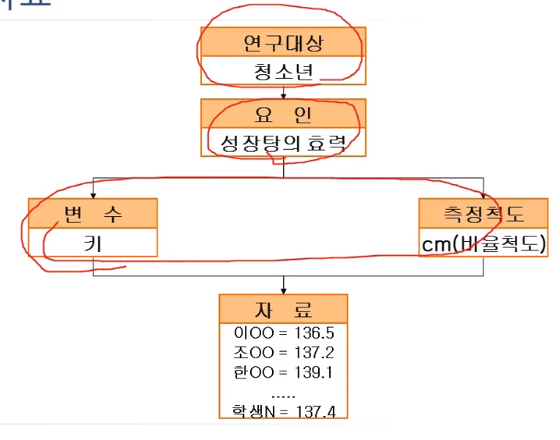 연구대상
청소년
요 인
성장탕의 효력
변 수
키
측정척도
cm(비율척도)
자 료
이OO = 136.5
조OO = 137.2
한OO = 139.1
.....
학생N = 137.4